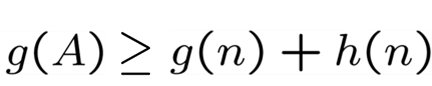 g(A) ≥ g(n) + h(n)